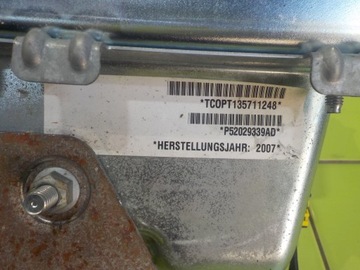 *TCOPT135711248*
*P52029339AD*
*HERSTELLUNGSJAHR: 2007*